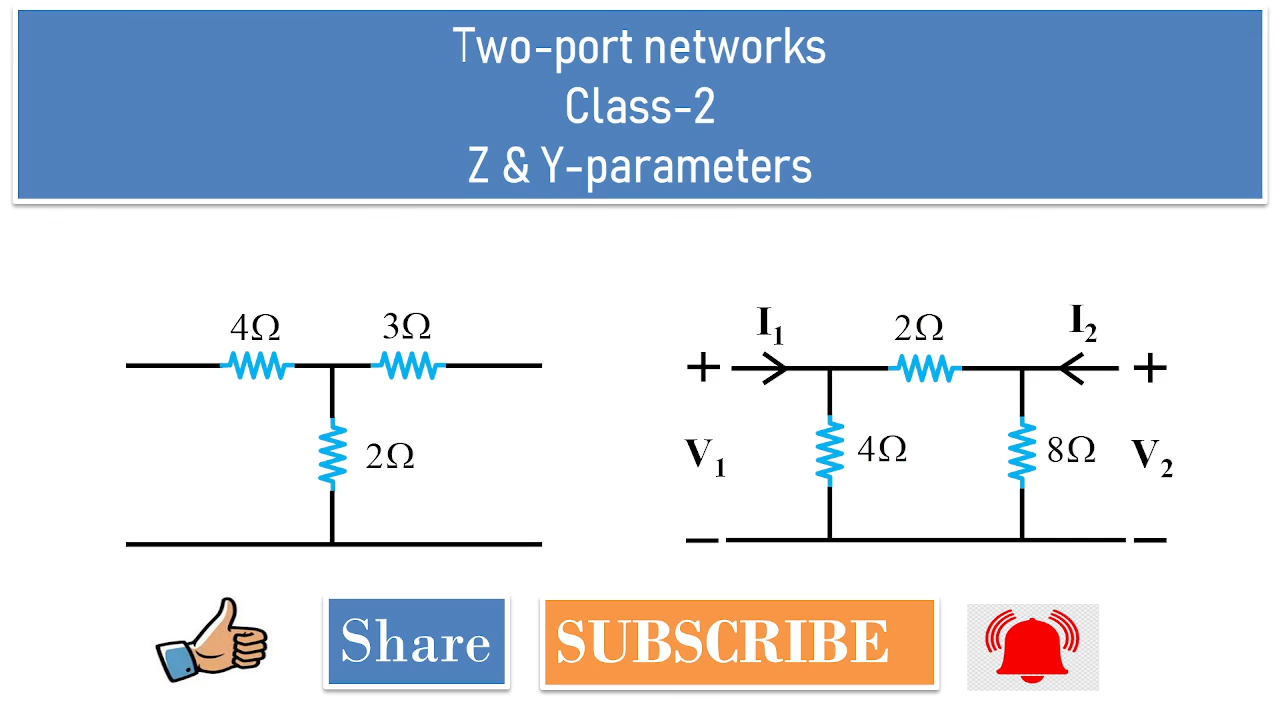 Two-port networks
Class-2
Z & Y-parameters
4Ω
3Ω
2Ω
I₁
2Ω
I₂
+
+
V₁
4Ω
8Ω
V₂
−
−
Share
SUBSCRIBE